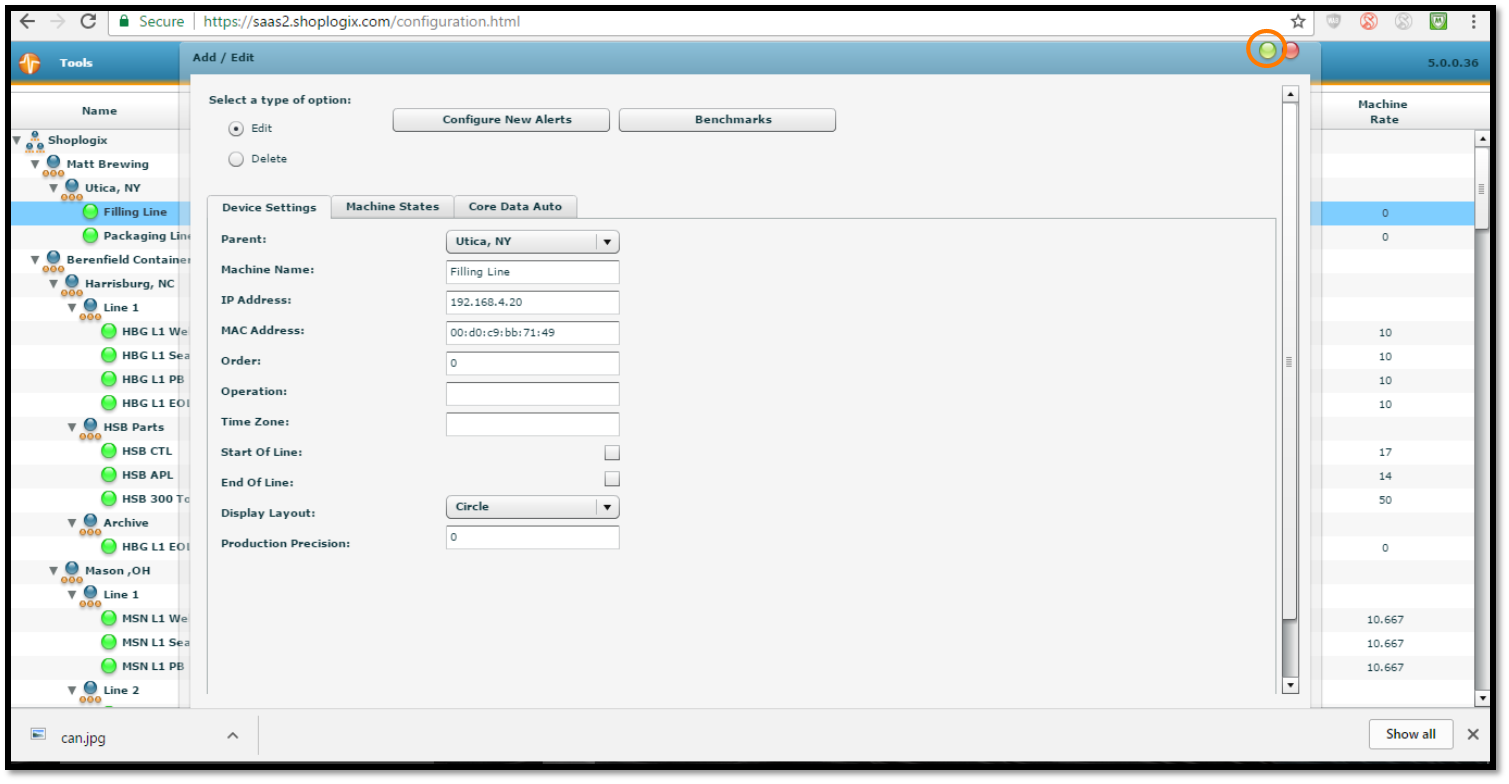 Secure
https://saas2.shoplogix.com/configuration.html
Tools
Add / Edit
5.0.0.36
Name
Machine
Rate
Shoplogix
Matt Brewing
Utica, NY
Filling Line
0
Packaging Line
0
Berenfield Container
Harrisburg, NC
Line 1
HBG L1 We
10
HBG L1 Sea
10
HBG L1 PB
10
HBG L1 EOL
10
HSB Parts
HSB CTL
17
HSB APL
14
HSB 300 To
50
Archive
HBG L1 EOL
0
Mason ,OH
Line 1
MSN L1 We
10.667
MSN L1 Sea
10.667
MSN L1 PB
10.667
Line 2
Select a type of option:
Edit
Delete
Configure New Alerts
Benchmarks
Device Settings
Machine States
Core Data Auto
Parent:
Utica, NY
Machine Name:
Filling Line
IP Address:
192.168.4.20
MAC Address:
00:d0:c9:bb:71:49
Order:
0
Operation:
Time Zone:
Start Of Line:
End Of Line:
Display Layout:
Circle
Production Precision:
0
can.jpg
Show all